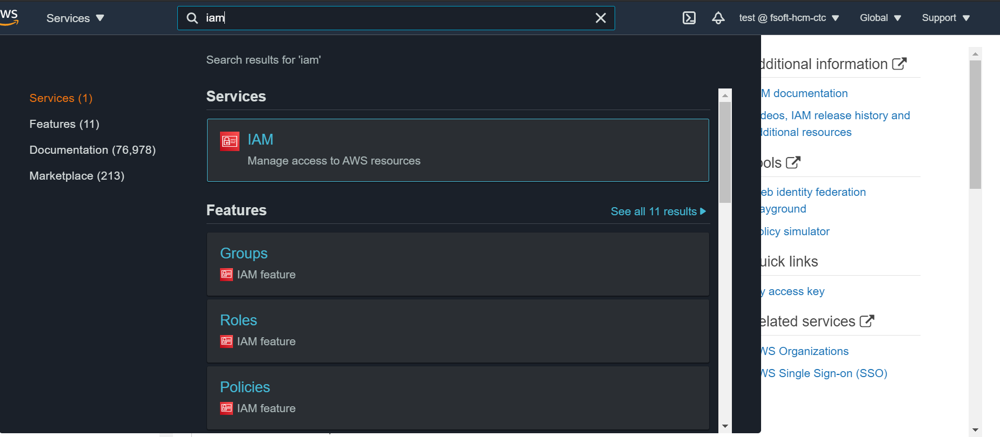 WS
Services
iam
test @ fsoft-hcm-ctc
Global
Support
Search results for 'iam'
Services (1)
Features (11)
Documentation (76,978)
Marketplace (213)
Services
IAM
Manage access to AWS resources
Features
See all 11 results
Groups
IAM feature
Roles
IAM feature
Policies
IAM feature
dditional information
M documentation
deos, IAM release history and
dditional resources
ols
eb identity federation
ayground
olicy simulator
uick links
y access key
elated services
WS Organizations
WS Single Sign-on (SSO)